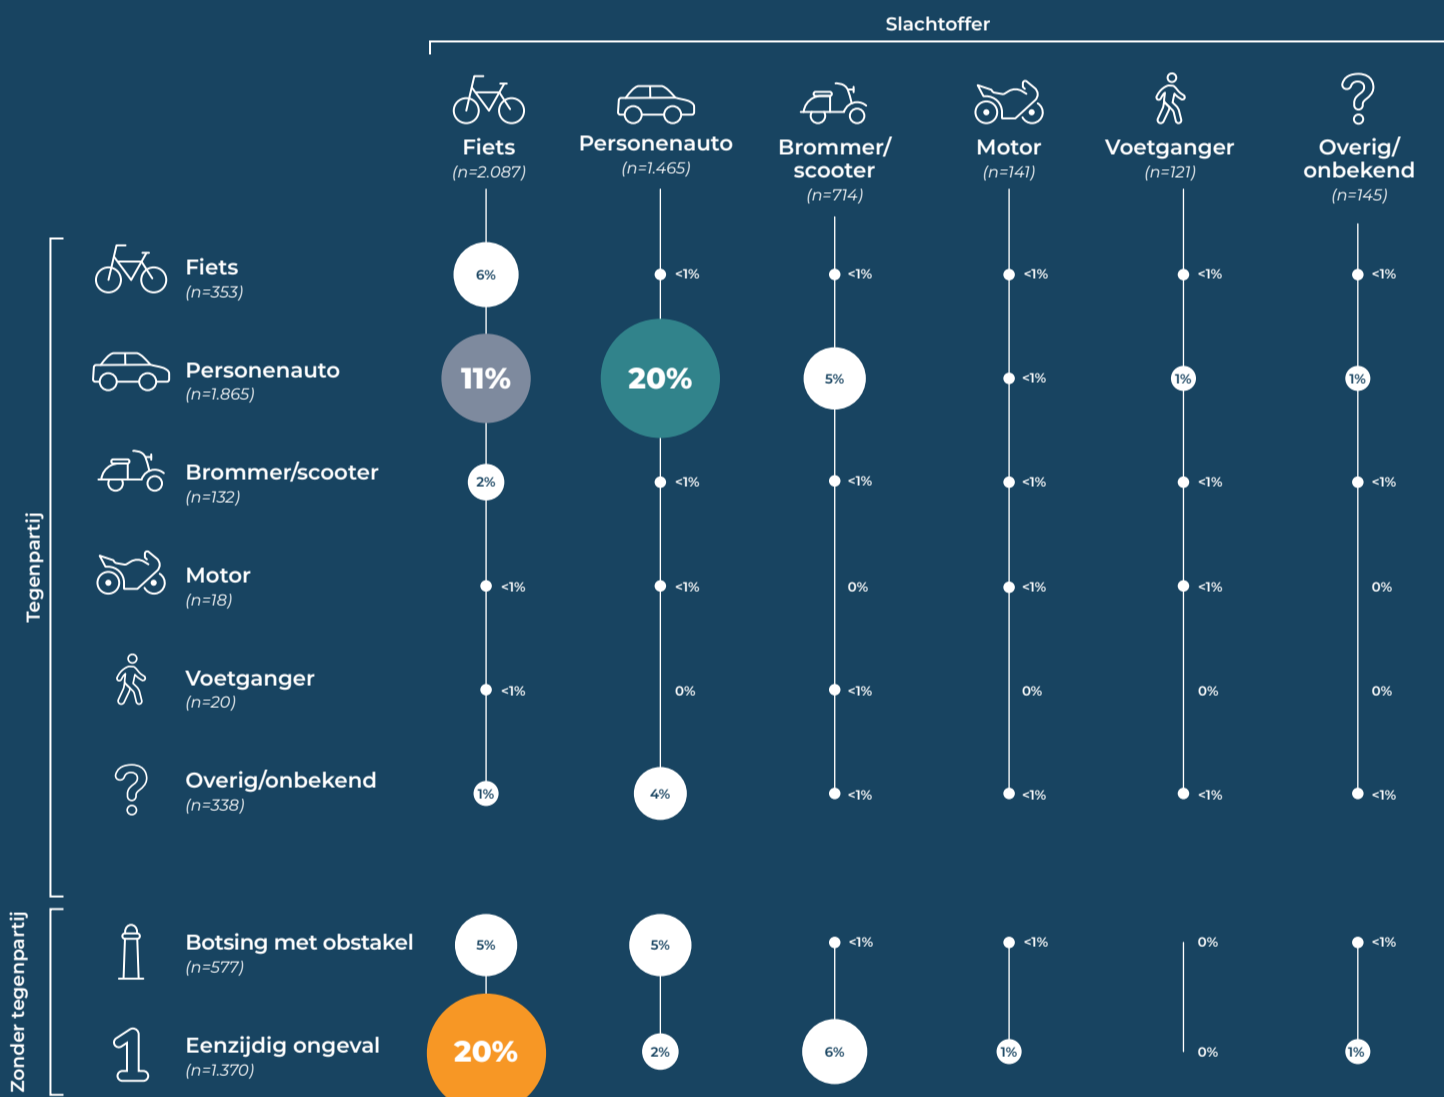 Slachtoffer
Fiets
(n=2.087)
Personenauto
(n=1.465)
Brommer/
scooter
(n=714)
Motor
(n=141)
Voetganger
(n=121)
Overig/
onbekend
(n=145)
Tegenpartij
Fiets
(n=353)
6% <1% <1% <1% <1% <1%
Personenauto
(n=1.865)
11% 20% 5% <1% 1% 1%
Brommer/scooter
(n=132)
2% <1% <1% <1% <1% <1%
Motor
(n=18)
<1% <1% 0% <1% <1% 0%
Voetganger
(n=20)
<1% 0% <1% 0% 0% 0%
Overig/onbekend
(n=338)
1% 4% <1% <1% <1% <1%
Zonder tegenpartij
Botsing met obstakel
(n=577)
5% 5% <1% <1% 0% <1%
1
Eenzijdig ongeval
(n=1.370)
20% 2% 6% 1% 0% 1%